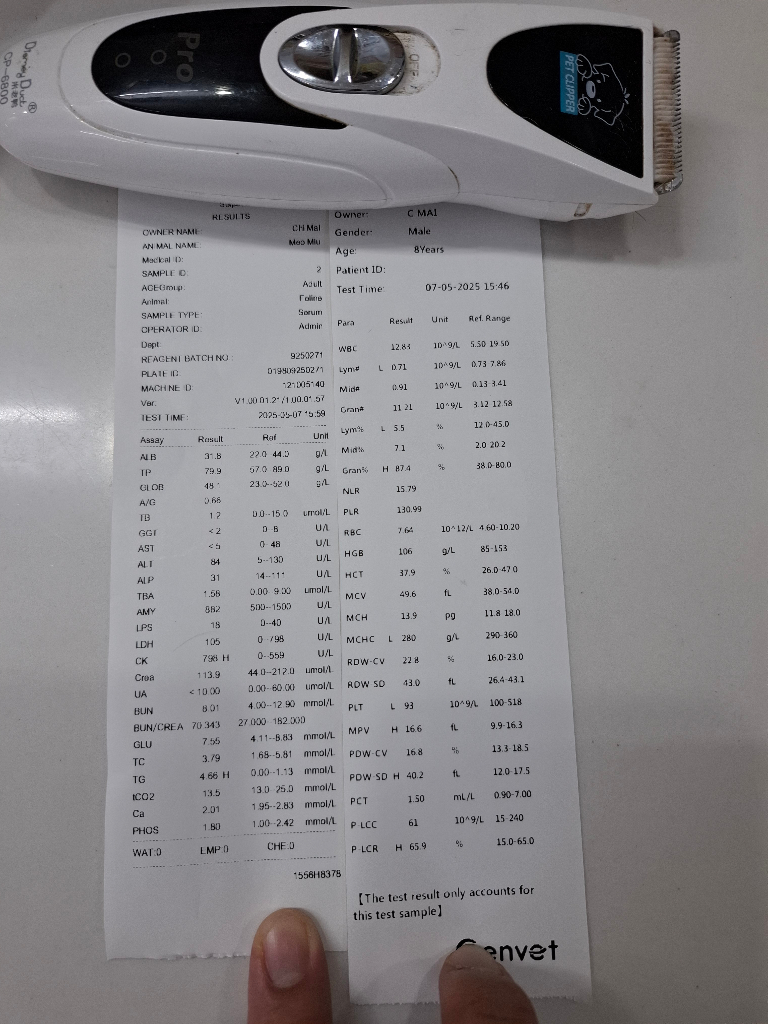 Pro
OFF
PET CLIPPER
Charming Duck®
CP-6800
RESULTS
OWNER NAME: CHI Mai
ANIMAL NAME: Meo Miu
Medical ID:
SAMPLE ID: 2
AGEGroup: Adult
Animal: Feline
SAMPLE TYPE: Serum
OPERATOR ID: Admin
Dept:
REAGENT BATCH NO: 9250271
PLATE ID: 019809250271
MACHINE ID: 121005140
Ver: V1.00.01.21/1.00.01.57
TEST TIME: 2025-05-07 15:59
Assay Result Ref Unit
ALB 31.8 22.0--44.0 g/L
TP 79.9 57.0--89.0 g/L
GLOB 48.1 23.0--52.0 g/L
A/G 0.66
TB 1.2 0.0--15.0 umol/L
GGT <2 0--8 U/L
AST <5 0--48 U/L
ALT 84 5--130 U/L
ALP 31 14--111 U/L
TBA 1.58 0.00--9.00 umol/L
AMY 882 500--1500 U/L
LPS 18 0--40 U/L
LDH 105 0--798 U/L
CK 798 H 0--559 U/L
Crea 113.9 44.0--212.0 umol/L
UA <10.00 0.00--60.00 umol/L
BUN 8.01 4.00--12.90 mmol/L
BUN/CREA 70.343 27.000--182.000
GLU 7.55 4.11--8.83 mmol/L
TC 3.79 1.68--5.81 mmol/L
TG 4.66 H 0.00--1.13 mmol/L
tCO2 13.5 13.0--25.0 mmol/L
Ca 2.01 1.95--2.83 mmol/L
PHOS 1.80 1.00--2.42 mmol/L
WAT:0 EMP:0 CHE:0
1556H8378
Owner: C MAI
Gender: Male
Age: 8Years
Patient ID:
Test Time: 07-05-2025 15:46
Para Result Unit Ref. Range
WBC 12.83 10^9/L 5.50-19.50
Lym# L 0.71 10^9/L 0.73-7.86
Mid# 0.91 10^9/L 0.13-3.41
Gran# 11.21 10^9/L 3.12-12.58
Lym% L 5.5 % 12.0-45.0
Mid% 7.1 % 2.0-20.2
Gran% H 87.4 % 38.0-80.0
NLR 15.79
PLR 130.99
RBC 7.64 10^12/L 4.60-10.20
HGB 106 g/L 85-153
HCT 37.9 % 26.0-47.0
MCV 49.6 fL 38.0-54.0
MCH 13.9 pg 11.8-18.0
MCHC L 280 g/L 290-360
RDW-CV 22.8 % 16.0-23.0
RDW-SD 43.0 fL 26.4-43.1
PLT L 93 10^9/L 100-518
MPV H 16.6 fL 9.9-16.3
PDW-CV 16.8 % 13.3-18.5
PDW-SD H 40.2 fL 12.0-17.5
PCT 1.50 mL/L 0.90-7.00
P-LCC 61 10^9/L 15-240
P-LCR H 65.9 % 15.0-65.0
【The test result only accounts for
this test sample】
Genvet